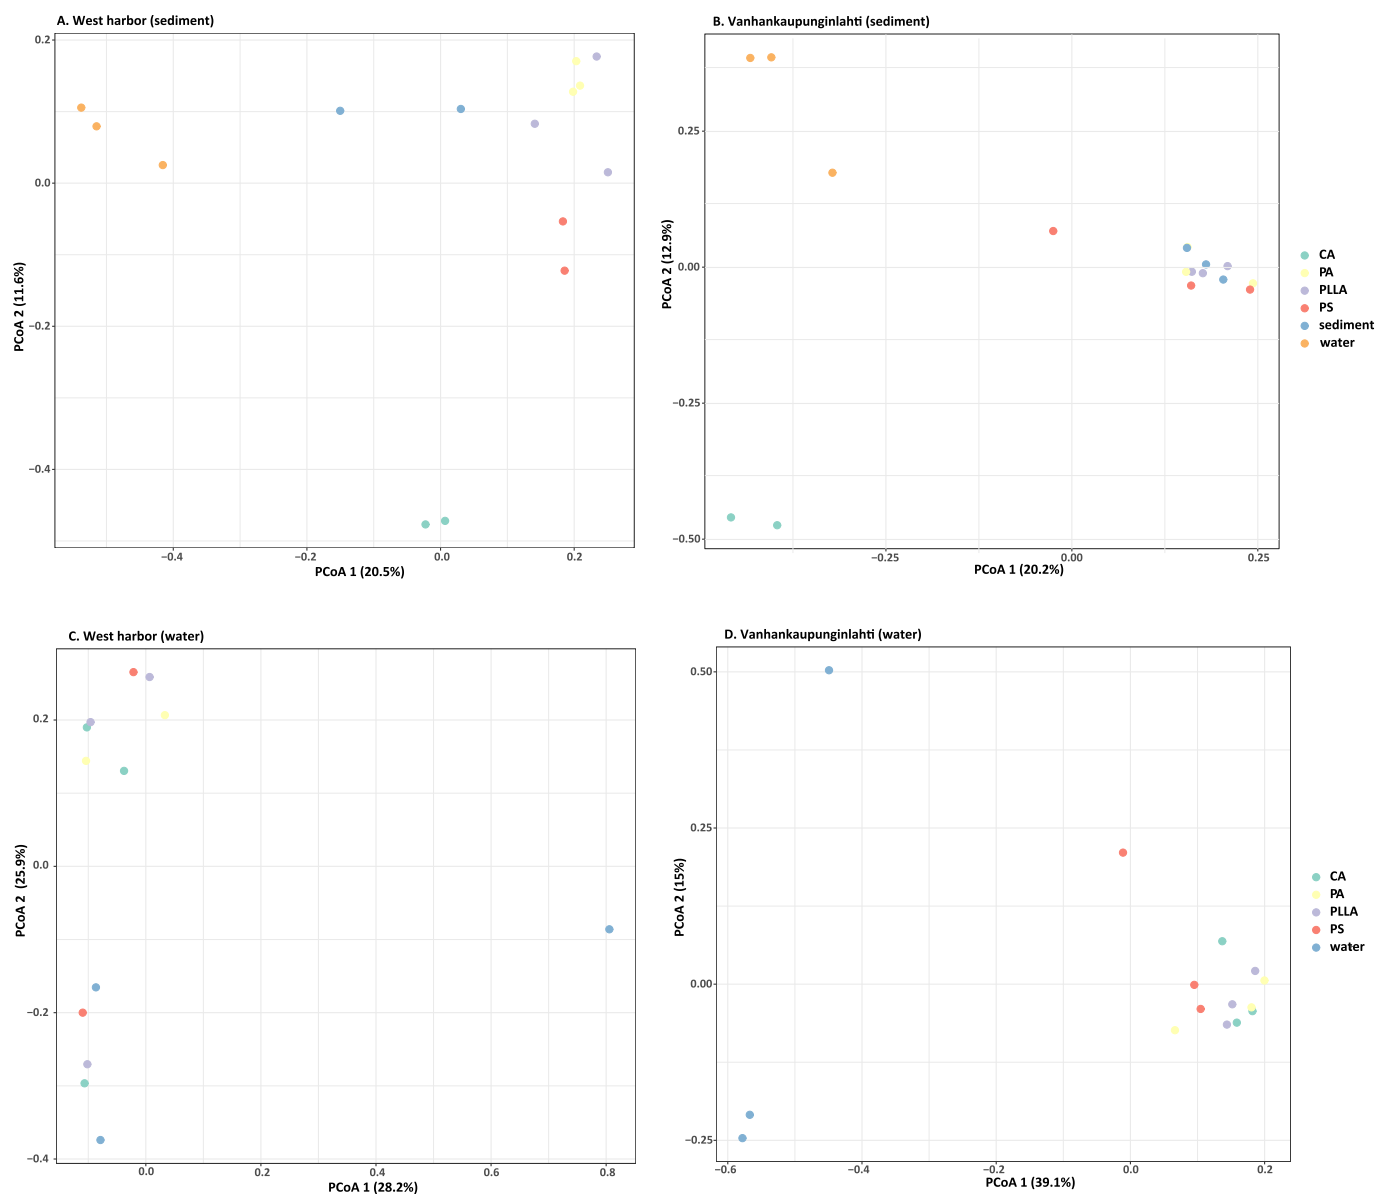 A. West harbor (sediment)
0.2
0.0
−0.2
−0.4
PCoA 2 (11.6%)
−0.4
−0.2
0.0
0.2
PCoA 1 (20.5%)
B. Vanhankaupunginlahti (sediment)
0.25
0.00
−0.25
−0.50
PCoA 2 (12.9%)
−0.25
0.00
0.25
PCoA 1 (20.2%)
CA
PA
PLLA
PS
sediment
water
C. West harbor (water)
0.2
0.0
−0.2
−0.4
PCoA 2 (25.9%)
0.0
0.2
0.4
0.6
0.8
PCoA 1 (28.2%)
D. Vanhankaupunginlahti (water)
0.50
0.25
0.00
−0.25
PCoA 2 (15%)
−0.6
−0.4
−0.2
0.0
0.2
PCoA 1 (39.1%)
CA
PA
PLLA
PS
water